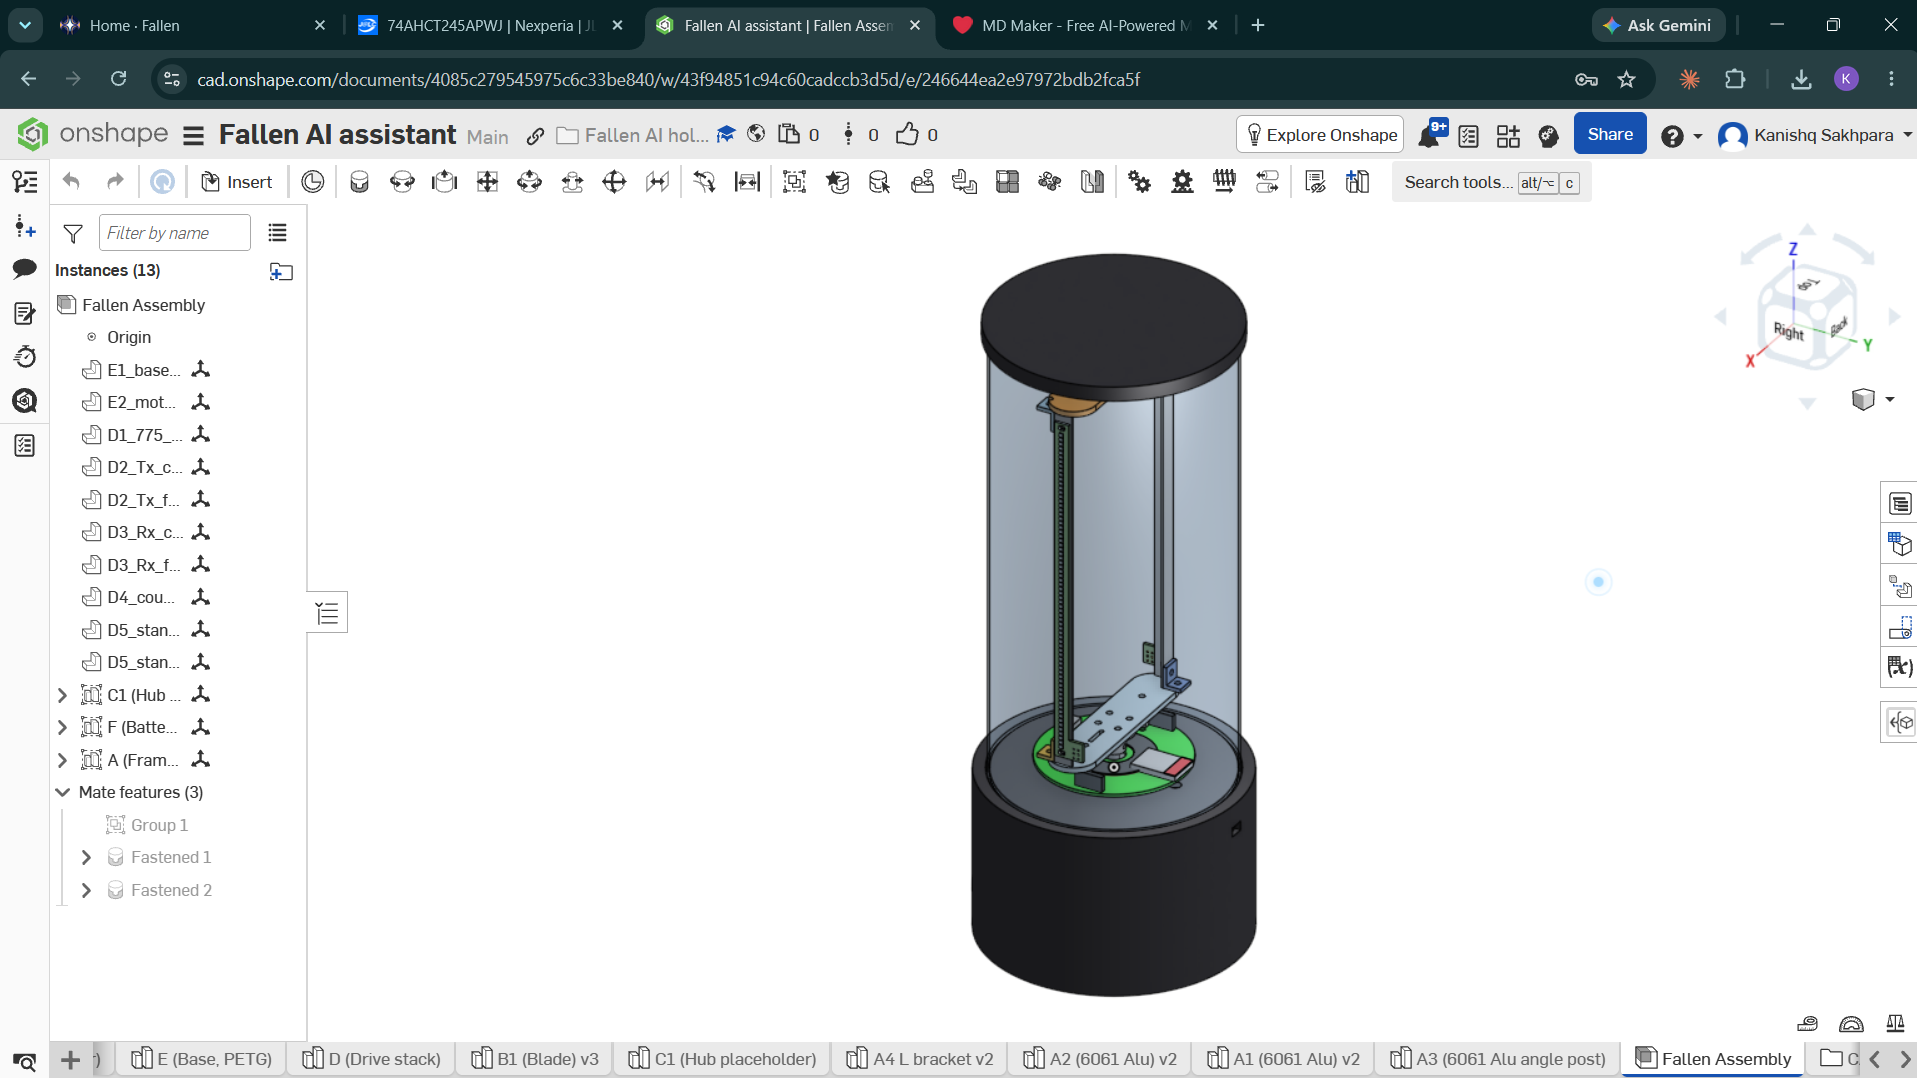 Home · Fallen
74AHCT245APWJ | Nexperia | JL
Fallen AI assistant | Fallen Assem
MD Maker - Free AI-Powered M
Ask Gemini
cad.onshape.com/documents/4085c279545975c6c33be840/w/43f94851c94c60cadccb3d5d/e/246644ea2e97972bdb2fca5f
K
onshape
Fallen AI assistant
Main
Fallen AI hol...
0
0
0
Explore Onshape
9+
Share
Kanishq Sakhpara
Insert
Search tools...
alt/⌥
c
Filter by name
Instances (13)
Fallen Assembly
Origin
E1_base...
E2_mot...
D1_775_...
D2_Tx_c...
D2_Tx_f...
D3_Rx_c...
D3_Rx_f...
D4_cou...
D5_stan...
D5_stan...
C1 (Hub ...
F (Batte...
A (Fram...
Mate features (3)
Group 1
Fastened 1
Fastened 2
Z
Top
Right
Back
X
Y
E (Base, PETG)
D (Drive stack)
B1 (Blade) v3
C1 (Hub placeholder)
A4 L bracket v2
A2 (6061 Alu) v2
A1 (6061 Alu) v2
A3 (6061 Alu angle post)
Fallen Assembly
C